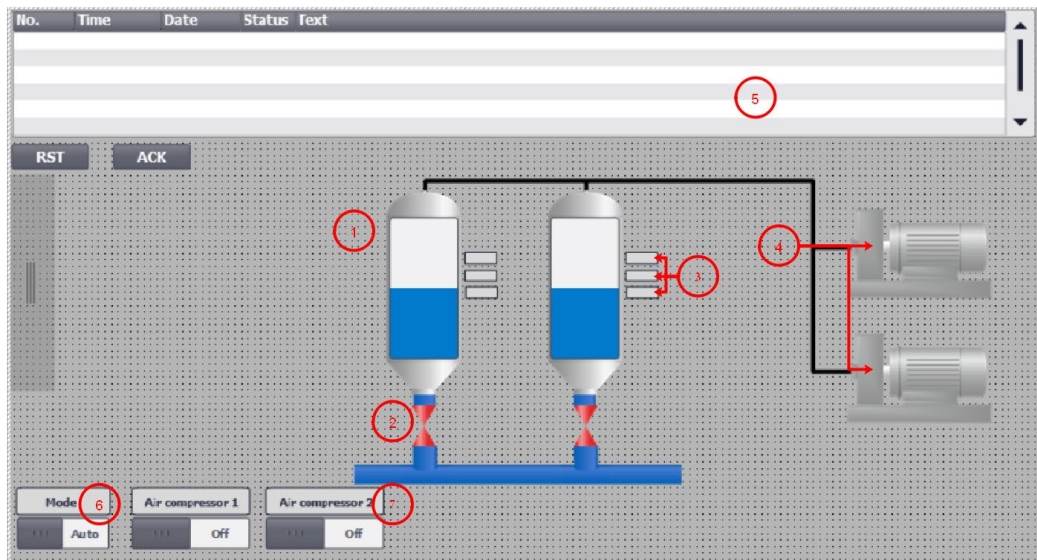 No. Time Date Status Text
5
RST ACK
1
4
3
2
Mode 6 Air compressor 1 Air compressor 2 7
Auto Off Off